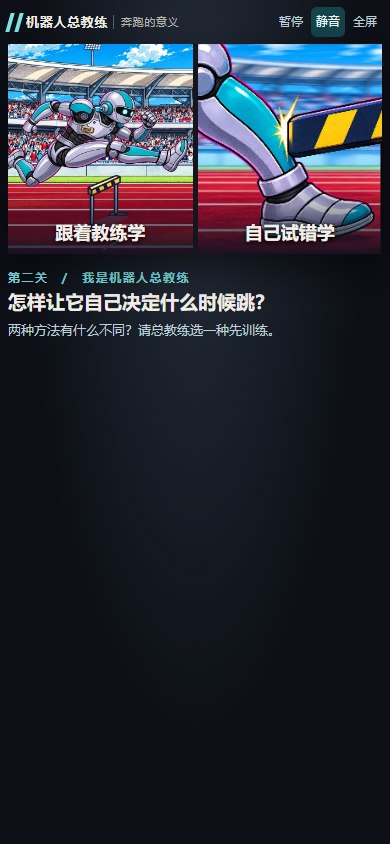 机器人总教练 奔跑的意义 暂停 静音 全屏
跟着教练学 自己试错学
第二关 / 我是机器人总教练
怎样让它自己决定什么时候跳?
两种方法有什么不同?请总教练选一种先训练。